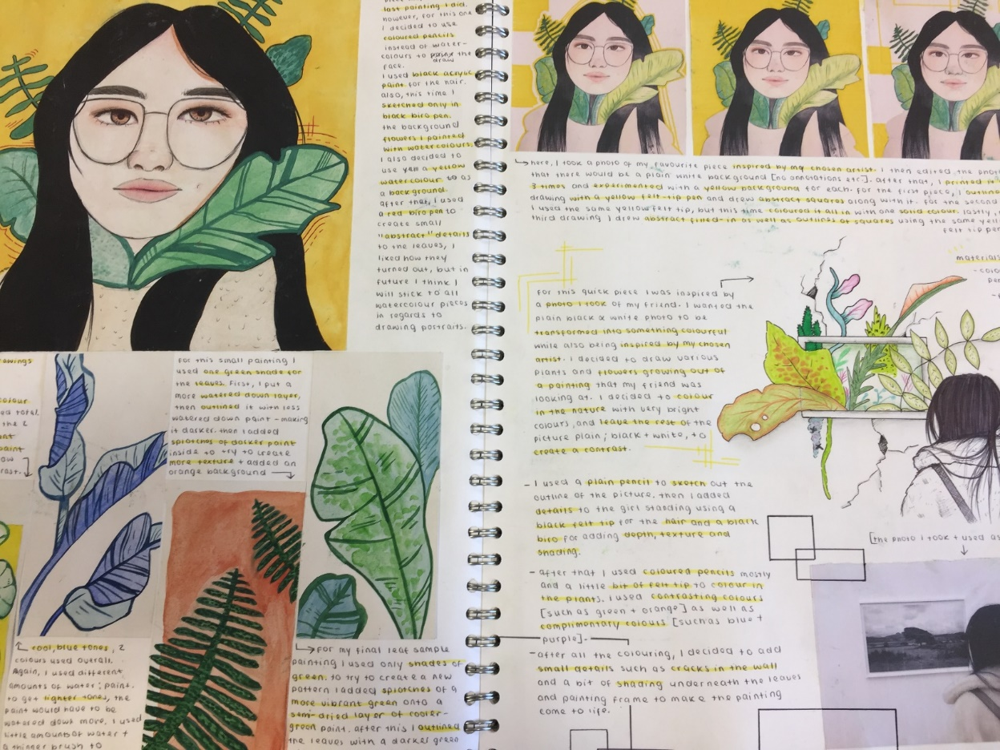 last painting I did.
however, for this one
I decided to use
coloured pencils
instead of water-
colours to
draw
face.
I used black acrylic
paint for the hair.
also, this time I
sketched only in
black biro pen.
the background
flowers I painted
with watercolours.
I also decided to
use yellow
watercolour as
a background.
after that, I used
a red biro pen to
create small
"abstract" details
to the leaves, I
liked how they
turned out, but in
future I think I
will stick to all
watercolour pieces
in regards to
drawing portraits.
for this small painting I
used one green shade for
the leaves. First, I put a
more watered down layer,
then outlined it with less
watered down paint - making
it darker. then I added
splotches of darker paint
inside to try to create
more texture + added an
orange background
cool, blue tones, 2
colours used overall.
Again, I used different
amounts of water; paint.
to get lighter tones, the
paint would have to be
watered down more. I used
little amounts of water +
a thinner brush to
for my final leaf sample
painting I used only shades of
green. to try to create a new
pattern I added splotches of a
more vibrant green onto a
semi-dried layer of cooler-
green paint. after this I outlined
the leaves with a darker green
here, I took a photo of my favourite piece inspired by my chosen artist. I then edited the photo
that there would be a plain white background [no annotations etc.]. after that, I printed
3 times and experimented with a yellow background for each. for the first piece, I outlined
drawing with a yellow felt-tip pen and drew abstract squares along with it. for the second
I used the same yellow felt tip, but this time coloured it all in with one solid colour. lastly,
third drawing I drew abstract filled-in as well as outlines of squares using the same
felt tip pen
materials
for this quick piece I was inspired by
a photo I took of my friend. I wanted the
plain black & white photo to be
transformed into something colourful
while also being inspired by my chosen
artist. I decided to draw various
plants and flowers growing out of
a painting that my friend was
looking at. I decided to colour
in the nature with very bright
colours, and leave the rest of the
picture plain; black + white, to
create a contrast.
- I used a plain pencil to sketch out the
outline of the picture. then I added
details to the girl standing using a
black felt tip for the hair and a black
biro for adding depth, texture and
shading.
- after that I used coloured pencils mostly
and a little bit of felt tip to colour in
the plants. I used contrasting colours
[such as green + orange] as well as
complimentary colours [such as blue +
purple].
- after all the colouring, I decided to add
small details such as cracks in the wall
and a bit of shading underneath the leaves
and painting frame to make the painting
come to life.
[the photo I took + used as